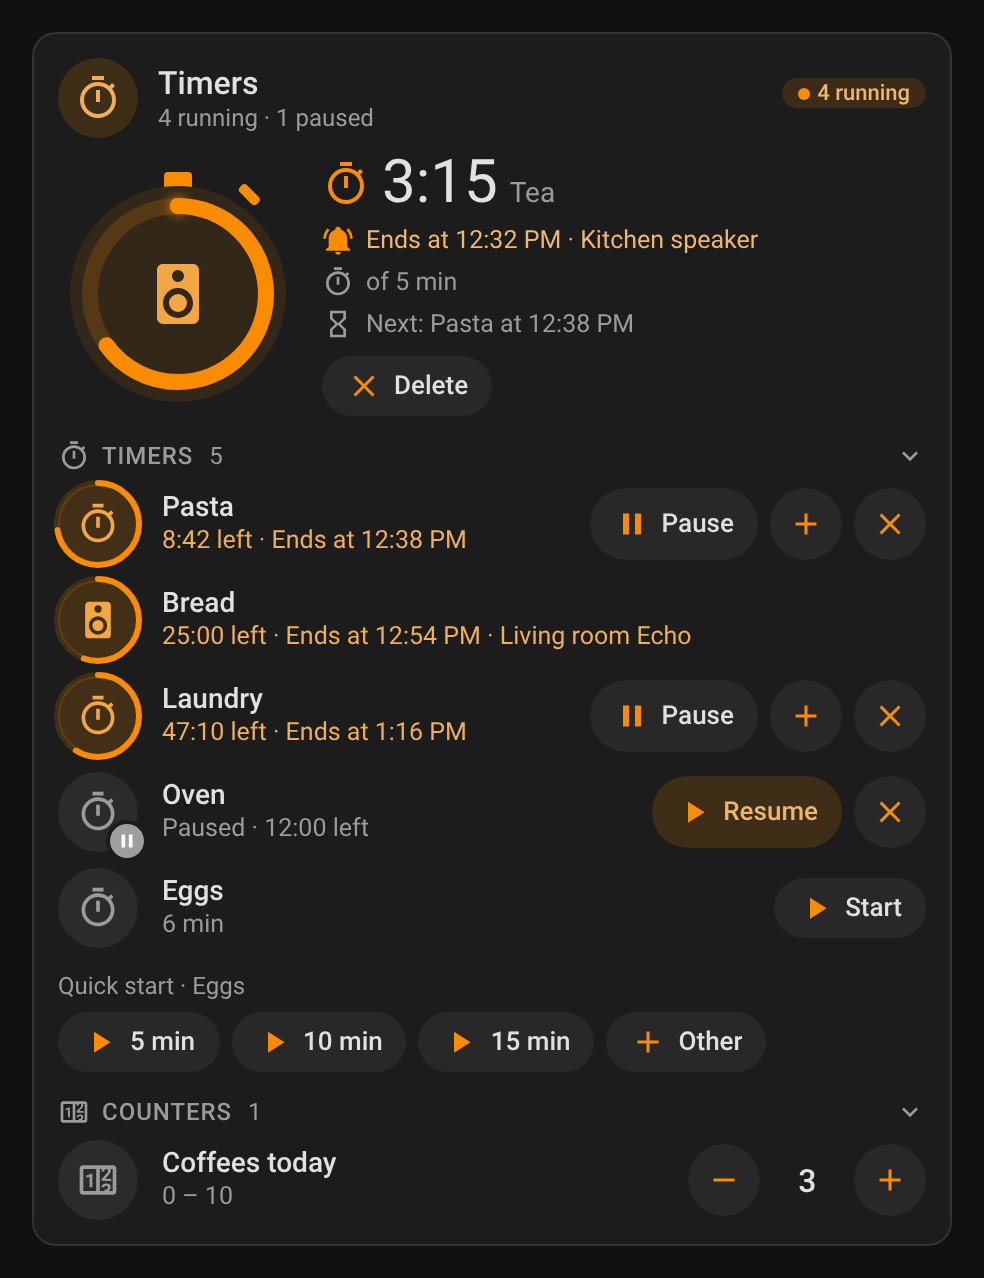 Timers
4 running · 1 paused
4 running
3:15 Tea
Ends at 12:32 PM · Kitchen speaker
of 5 min
Next: Pasta at 12:38 PM
Delete
TIMERS 5
Pasta
8:42 left · Ends at 12:38 PM
Pause
Bread
25:00 left · Ends at 12:54 PM · Living room Echo
Laundry
47:10 left · Ends at 1:16 PM
Pause
Oven
Paused · 12:00 left
Resume
Eggs
6 min
Start
Quick start · Eggs
5 min
10 min
15 min
Other
COUNTERS 1
Coffees today
0 – 10
3